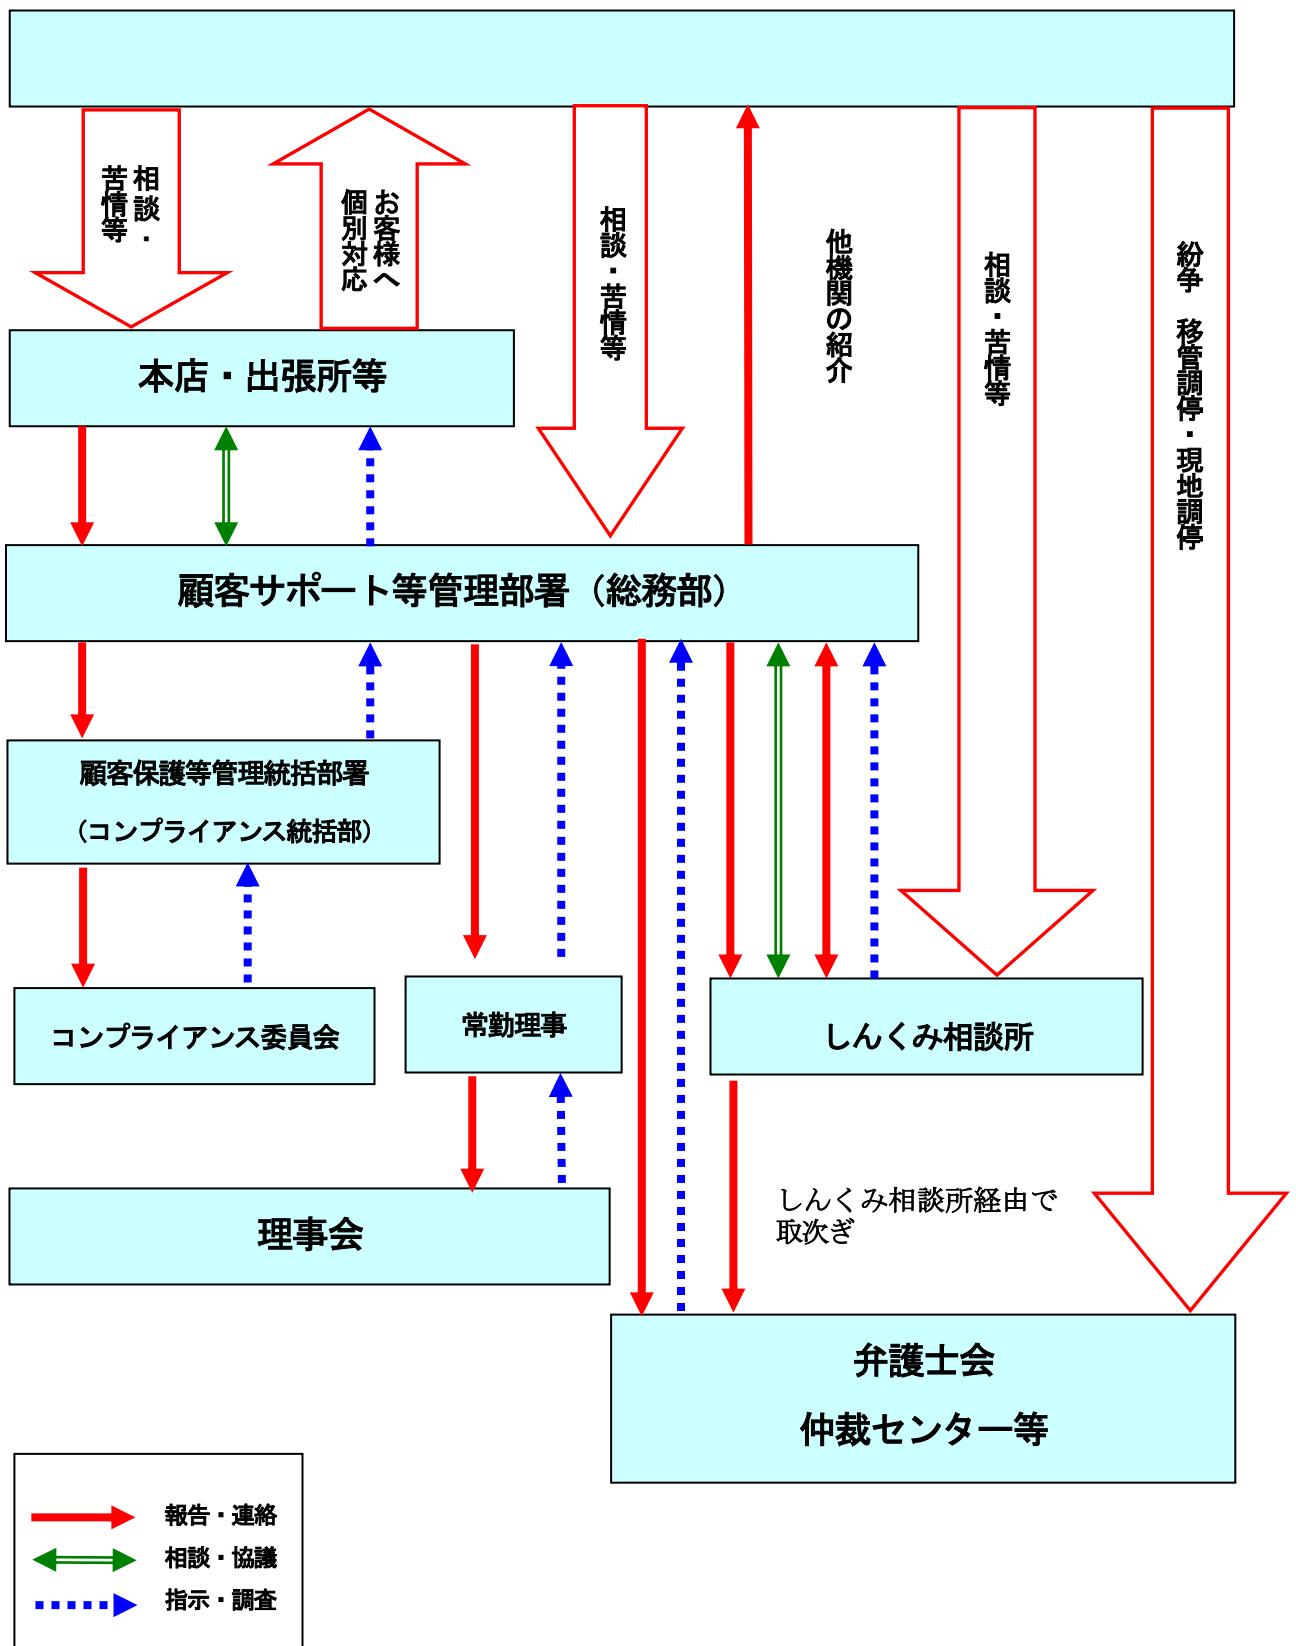 相談・
苦情等
お客様へ
個別対応
相談・苦情等
他機関の紹介
相談・苦情等
紛争　移管調停・現地調停
本店・出張所等
顧客サポート等管理部署（総務部）
顧客保護等管理統括部署
（コンプライアンス統括部）
コンプライアンス委員会
常勤理事
しんくみ相談所
しんくみ相談所経由で
取次ぎ
理事会
弁護士会
仲裁センター等
報告・連絡
相談・協議
指示・調査